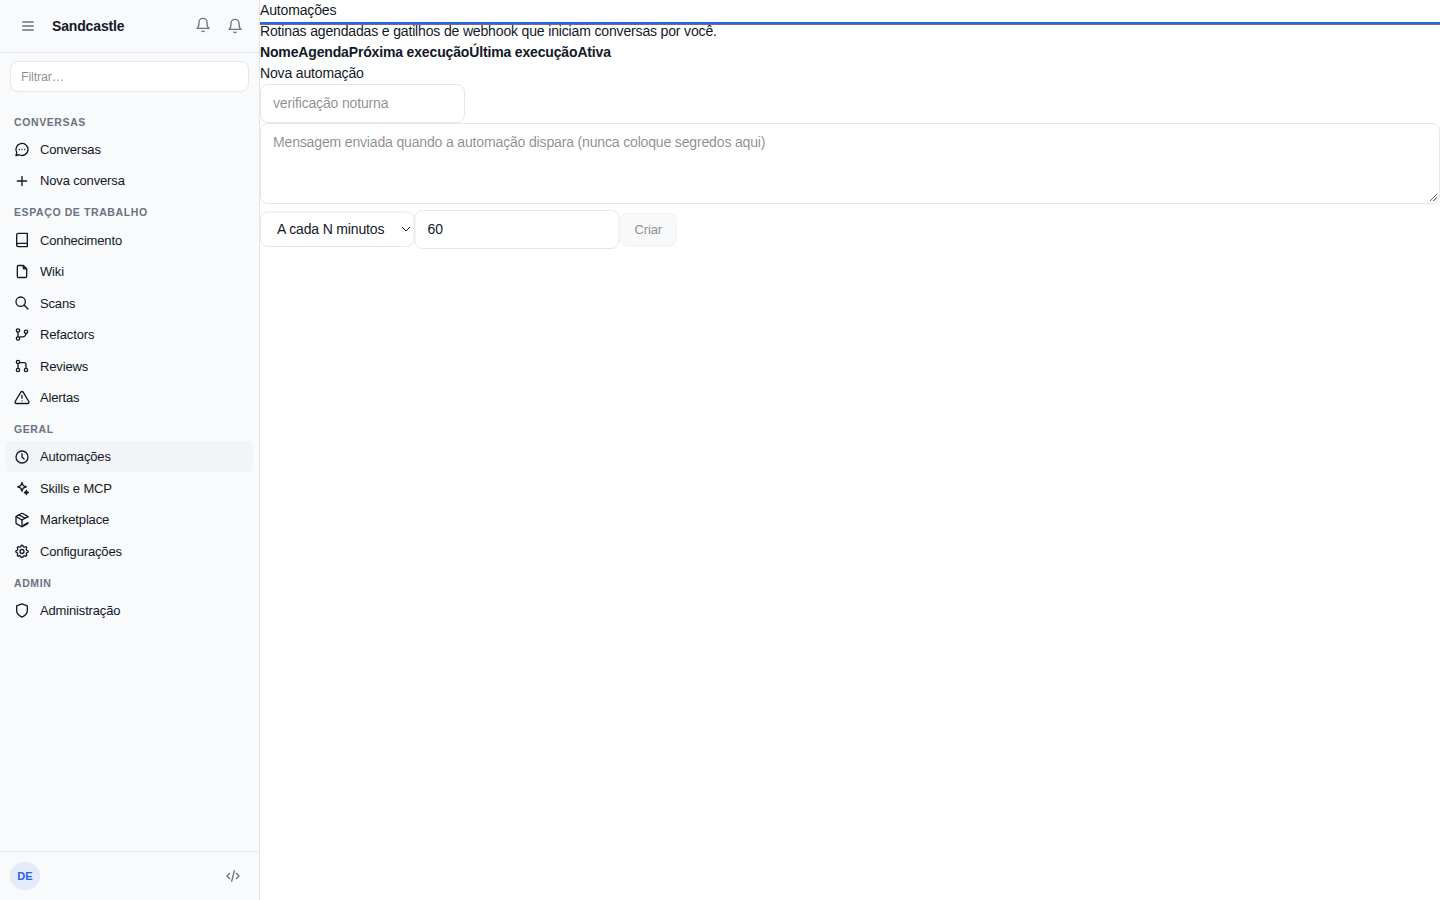 Sandcastle
Filtrar…
CONVERSAS
Conversas
Nova conversa
ESPAÇO DE TRABALHO
Conhecimento
Wiki
Scans
Refactors
Reviews
Alertas
GERAL
Automações
Skills e MCP
Marketplace
Configurações
ADMIN
Administração
DE
Automações
Rotinas agendadas e gatilhos de webhook que iniciam conversas por você.
NomeAgendaPróxima execuçãoÚltima execuçãoAtiva
Nova automação
verificação noturna
Mensagem enviada quando a automação dispara (nunca coloque segredos aqui)
A cada N minutos 60 Criar